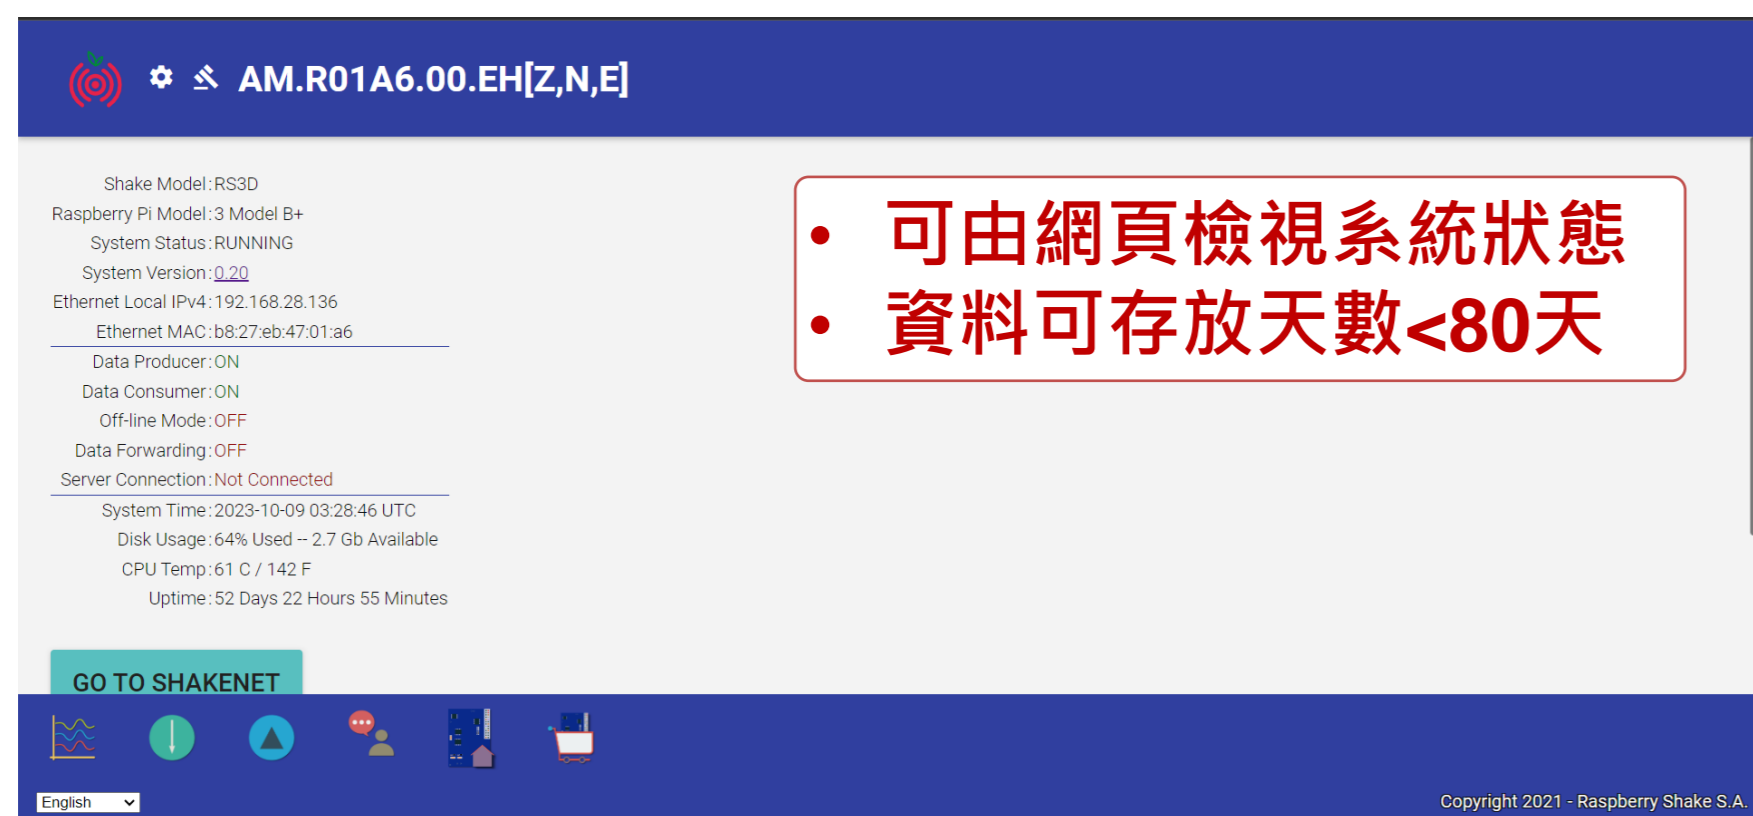 AM.R01A6.00.EH[Z,N,E]
Shake Model: RS3D
Raspberry Pi Model: 3 Model B+
System Status: RUNNING
System Version: 0.20
Ethernet Local IPv4: 192.168.28.136
Ethernet MAC: b8:27:eb:47:01:a6
Data Producer: ON
Data Consumer: ON
Off-line Mode: OFF
Data Forwarding: OFF
Server Connection: Not Connected
System Time: 2023-10-09 03:28:46 UTC
Disk Usage: 64% Used -- 2.7 Gb Available
CPU Temp: 61 C / 142 F
Uptime: 52 Days 22 Hours 55 Minutes
• 可由網頁檢視系統狀態
• 資料可存放天數<80天
GO TO SHAKENET
English
Copyright 2021 - Raspberry Shake S.A.